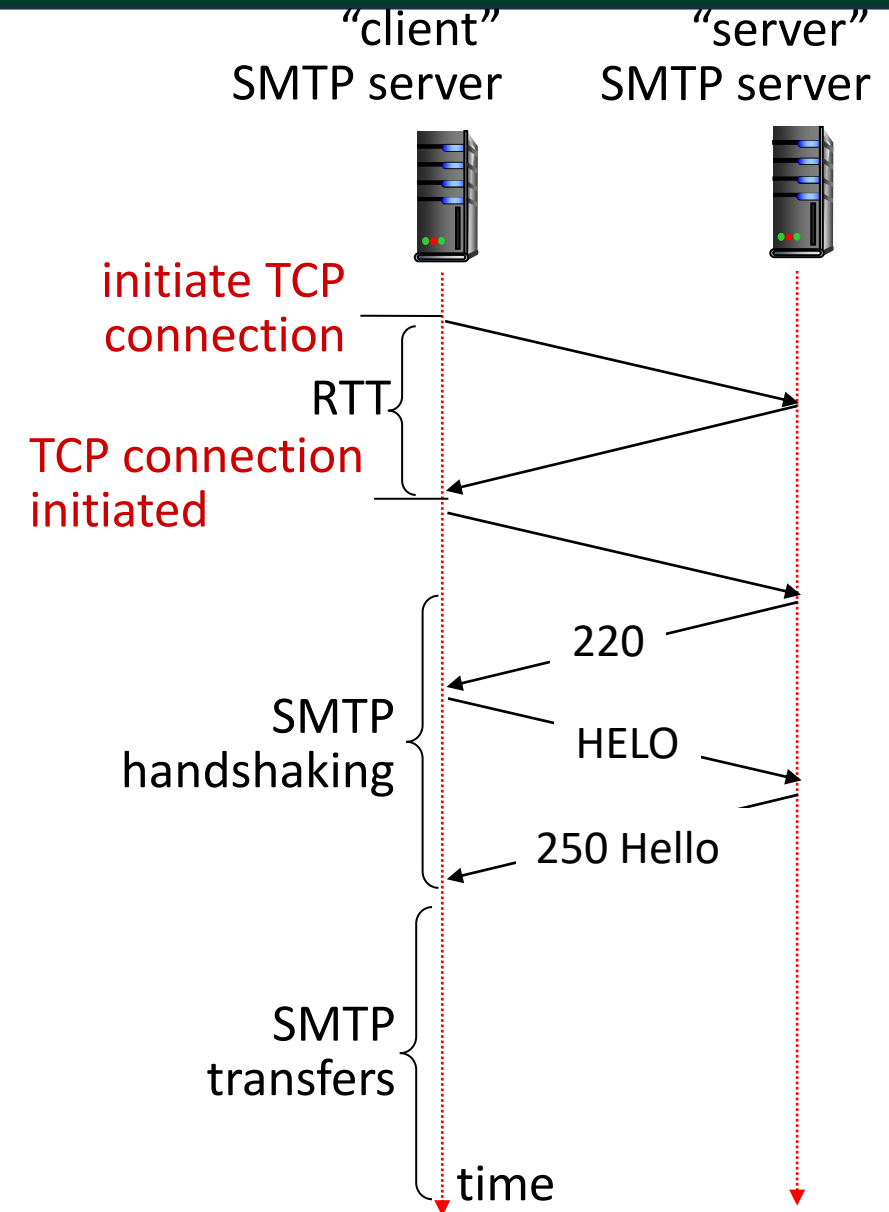 “client”
SMTP server
“server”
SMTP server
initiate TCP
connection
RTT
TCP connection
initiated
220
SMTP
handshaking
HELO
250 Hello
SMTP
transfers
time